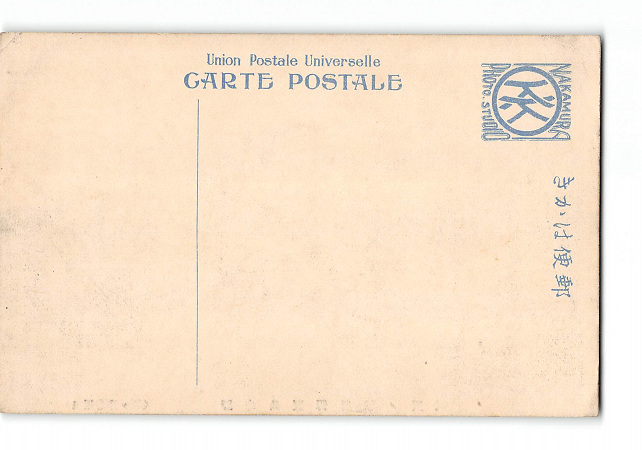 Union Postale Universelle
CARTE POSTALE
NAKAMURA
PHOTO. STUDIO
きかは便郵